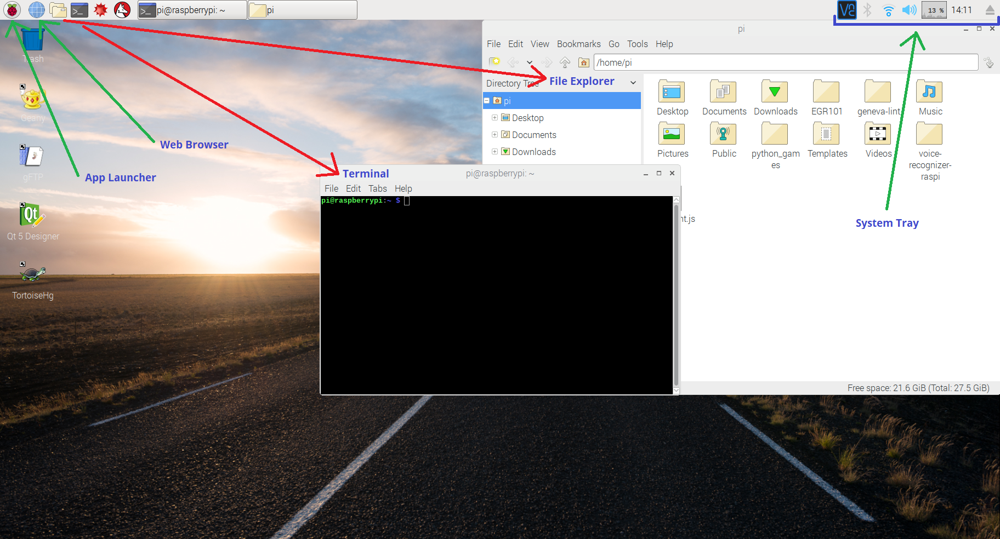 pi@raspberrypi: ~
pi
13 %
14:11
pi
File Edit View Bookmarks Go Tools Help
/home/pi
Directory Tree
File Explorer
pi
Desktop
Documents
Downloads
Desktop Documents Downloads EGR101 geneva-lint Music
Pictures Public python_gam Templates Videos voice-
es recognizer-
raspi
nt.js
Free space: 21.6 GiB (Total: 27.5 GiB)
System Tray
Trash
Geany
gFTP
Qt
Qt 5 Designer
TortoiseHg
Web Browser
App Launcher
Terminal
pi@raspberrypi: ~
File Edit Tabs Help
pi@raspberrypi:~ $